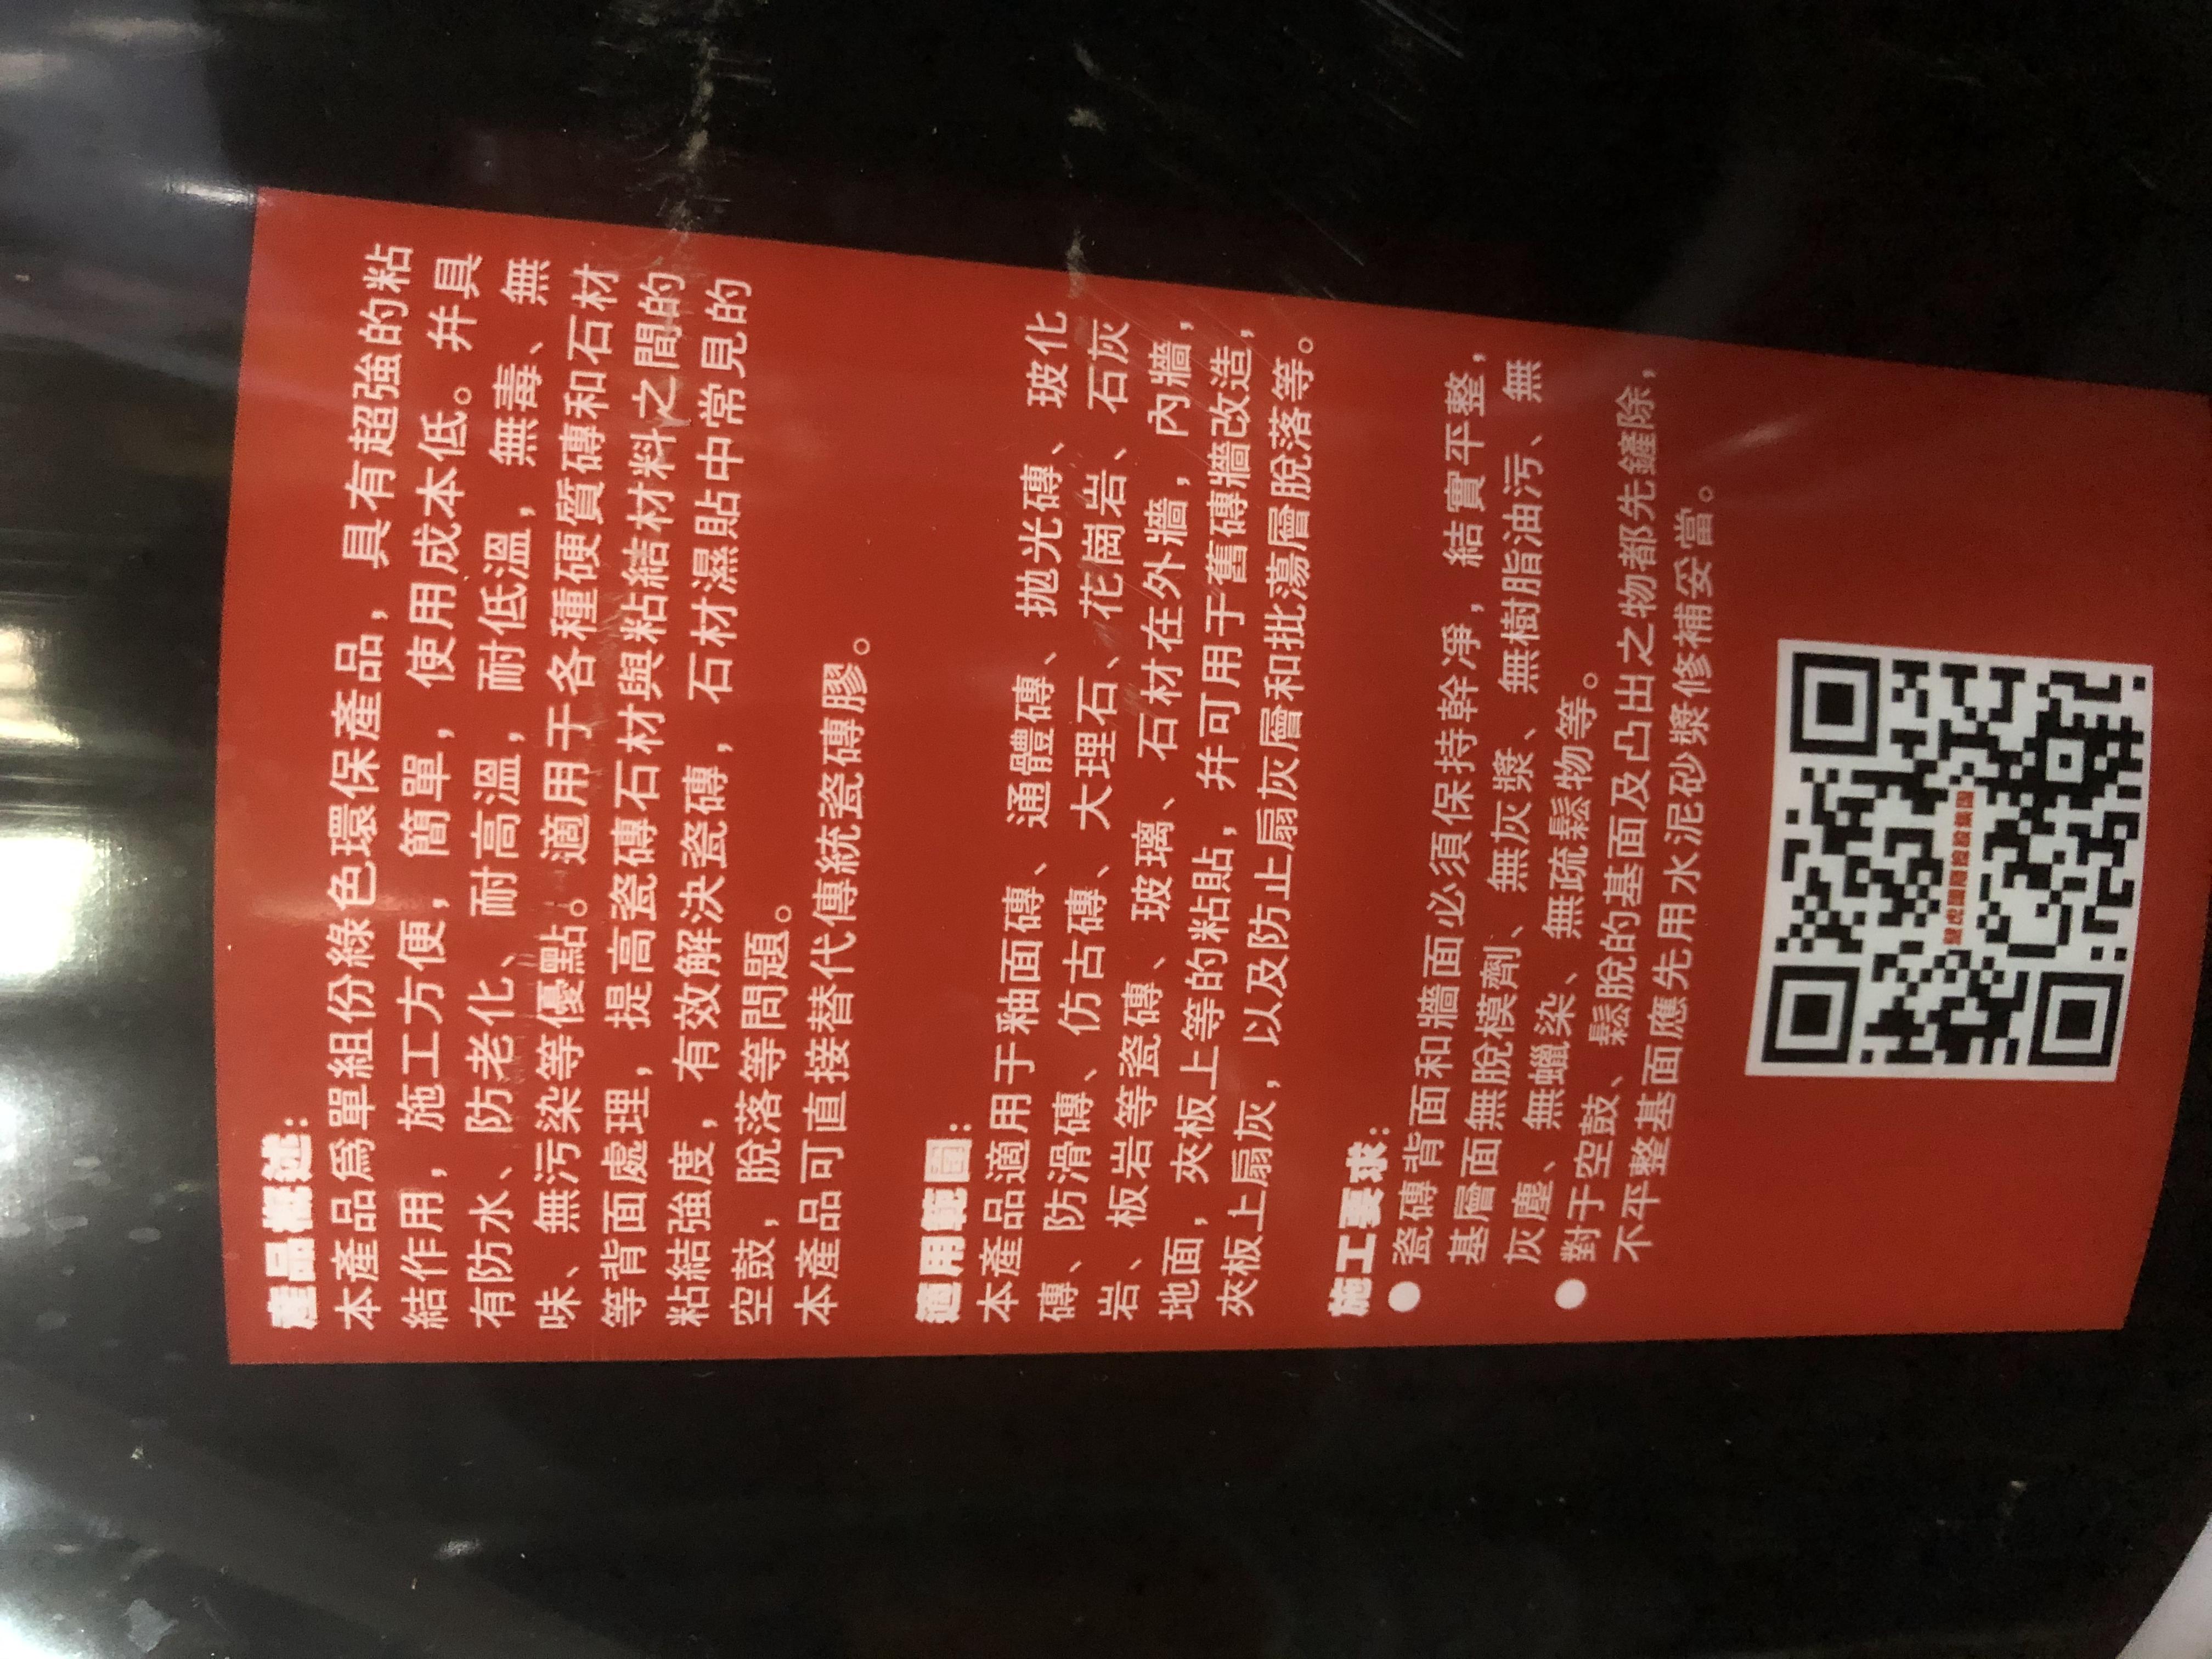 產品概述：
本產品爲單組份綠色環保產品，具有超強的粘
結作用，施工方便，簡單，使用成本低。并具
有防水、防老化、耐高溫，耐低溫，無毒、無
味、無污染等優點。適用于各種硬質磚和石材
等背面處理，提高瓷磚石材與粘結材料之間的
粘結強度，有效解決瓷磚，石材濕貼中常見的
空鼓，脫落等問題。
本產品可直接替代傳統瓷磚膠。
適用範圍：
本產品適用于釉面磚、通體磚、拋光磚、玻化
磚、防滑磚、仿古磚、大理石、花崗岩、石灰
岩、板岩等瓷磚、玻璃、石材在外牆，內牆，
地面，夾板上等的粘貼，并可用于舊磚牆改造，
夾板上扇灰，以及防止扇灰層和批蕩層脫落等。
施工要求：
● 瓷磚背面和牆面必須保持幹凈，結實平整，
基層面無脫模劑、無灰漿、無樹脂油污、無
灰塵、無蠟染、無疏鬆物等。
● 對于空鼓、鬆脫的基面及凸出之物都先鏟除，
不平整基面應先用水泥砂漿修補妥當。